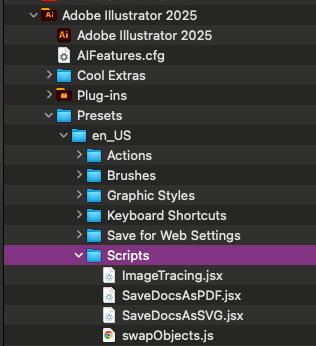 Adobe Illustrator 2025
Ai Adobe Illustrator 2025
AIFeatures.cfg
Cool Extras
Plug-ins
Presets
en_US
Actions
Brushes
Graphic Styles
Keyboard Shortcuts
Save for Web Settings
Scripts
ImageTracing.jsx
SaveDocsAsPDF.jsx
SaveDocsAsSVG.jsx
swapObjects.js